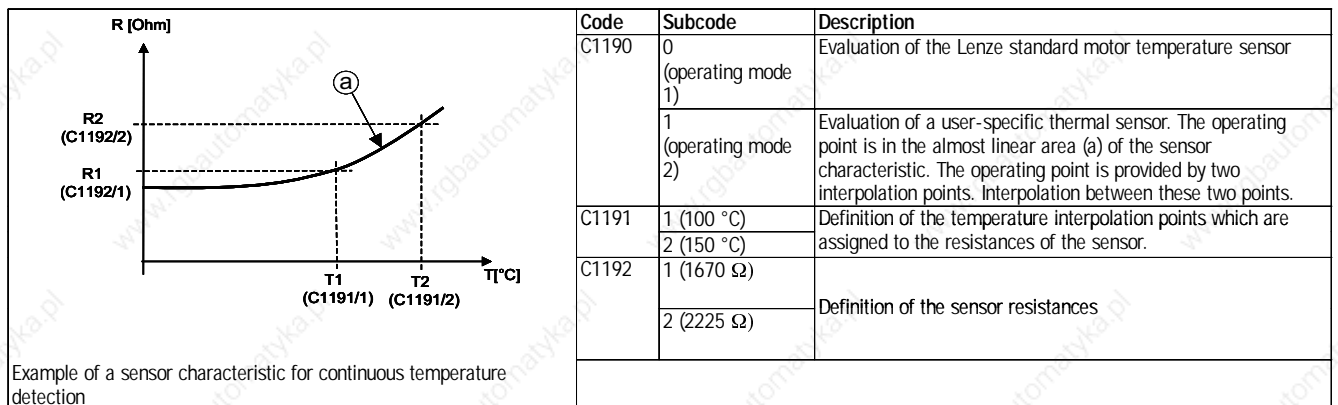 R [Ohm]
a
R2
(C1192/2)
R1
(C1192/1)
T1
(C1191/1)
T2
(C1191/2)
T[°C]
Example of a sensor characteristic for continuous temperature
detection
Code Subcode Description
C1190 0
(operating mode
1)
Evaluation of the Lenze standard motor temperature sensor
1
(operating mode
2)
Evaluation of a user-specific thermal sensor. The operating
point is in the almost linear area (a) of the sensor
characteristic. The operating point is provided by two
interpolation points. Interpolation between these two points.
C1191 1 (100 °C)
2 (150 °C)
Definition of the temperature interpolation points which are
assigned to the resistances of the sensor.
C1192 1 (1670 Ω)
2 (2225 Ω)
Definition of the sensor resistances
www.rgbautomatyka.pl